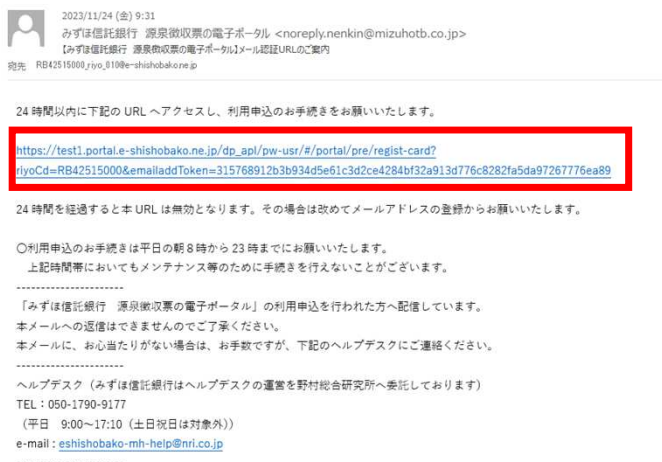 2023/11/24 (金) 9:31
みずほ信託銀行 源泉徴収票の電子ポータル <noreply.nenkin@mizuhotb.co.jp>
【みずほ信託銀行 源泉徴収票の電子ポータル】メール認証URLのご案内
宛先 RB42515000_riyo_010@e-shishobako.ne.jp
24 時間以内に下記の URL へアクセスし、利用申込のお手続きをお願いいたします。
https://test1.portal.e-shishobako.ne.jp/dp_apl/pw-usr/#/portal/pre/regist-card?
riyoCd=RB42515000&emailaddToken=315768912b3b934d5e61c3d2ce4284bf32a913d776c8282fa5da97267776ea89
24 時間を経過すると本 URL は無効となります。その場合は改めてメールアドレスの登録からお願いいたします。
〇利用申込のお手続きは平日の朝 8 時から 23 時までにお願いいたします。
上記時間帯においてもメンテナンス等のために手続きを行えないことがございます。
----------------------
「みずほ信託銀行 源泉徴収票の電子ポータル」の利用申込を行われた方へ配信しています。
本メールへの返信はできませんのでご了承ください。
本メールに、お心当たりがない場合は、お手数ですが、下記のヘルプデスクにご連絡ください。
----------------------
ヘルプデスク（みずほ信託銀行はヘルプデスクの運営を野村総合研究所へ委託しております）
TEL：050-1790-9177
（平日 9:00~17:10（土日祝日は対象外））
e-mail : eshishobako-mh-help@nri.co.jp